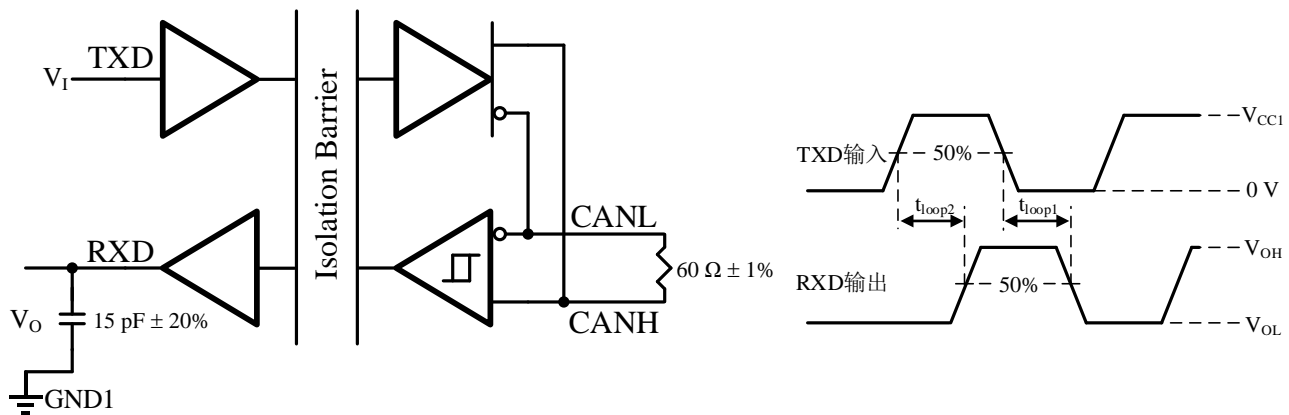 TXD
V_I
Isolation Barrier
CANL
RXD
60 Ω ± 1%
V_O
15 pF ± 20%
CANH
GND1
V_CC1
TXD输入
50%
0 V
t_loop2
t_loop1
V_OH
RXD输出
50%
V_OL